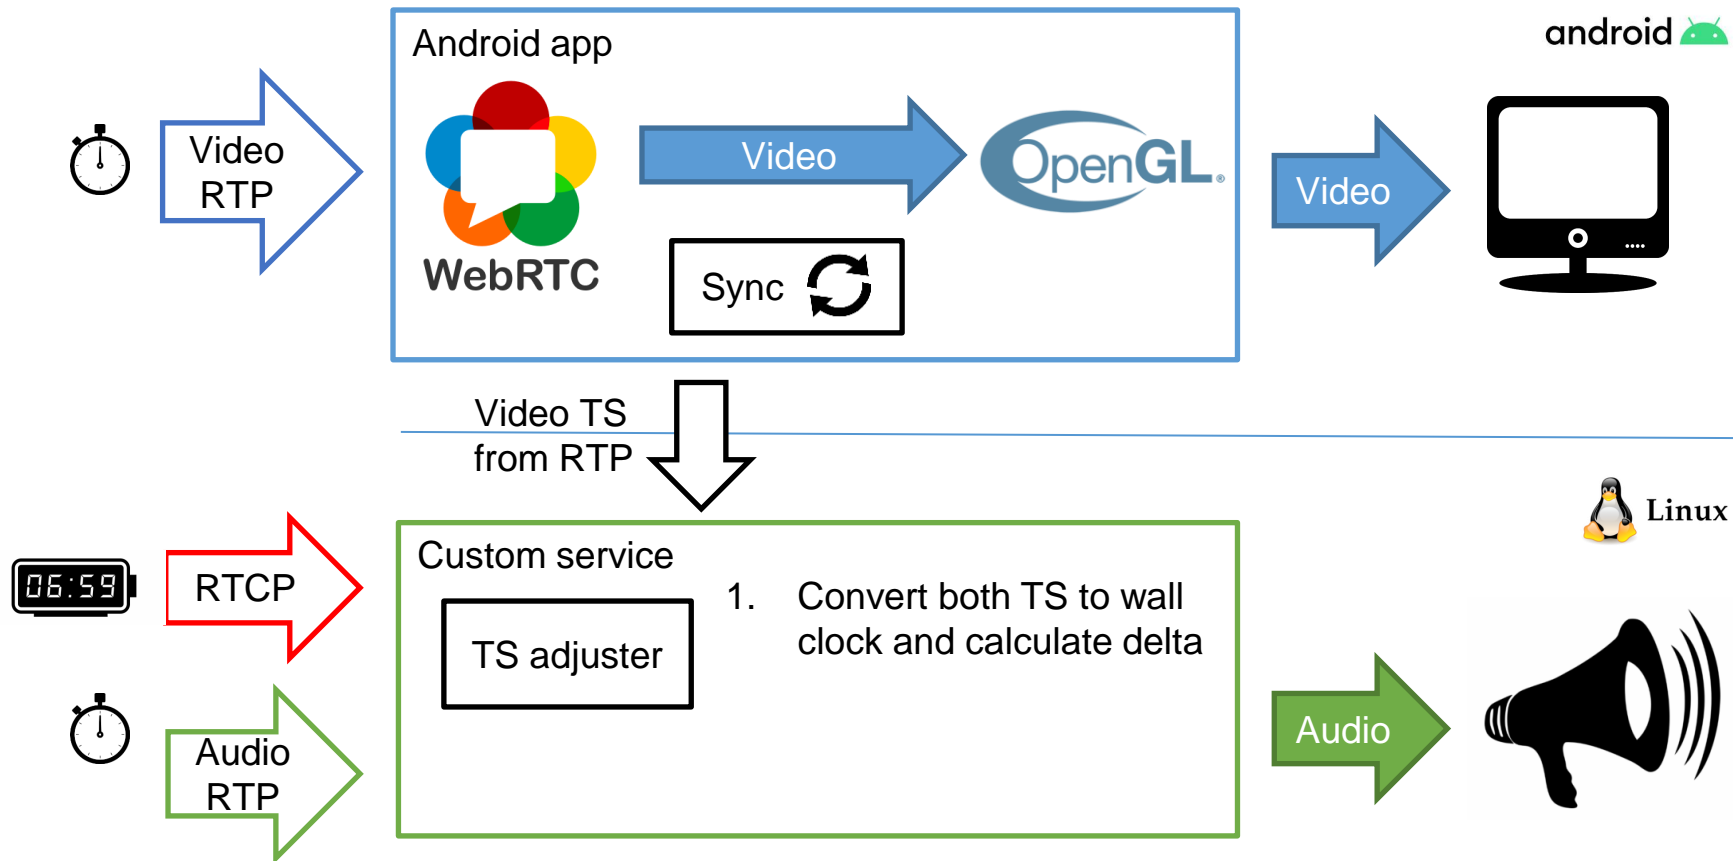 Android app
android
Video
RTP
WebRTC
Video
OpenGL®
Video
Sync
Video TS
from RTP
Linux
06:59
RTCP
Custom service
TS adjuster
1. Convert both TS to wall
clock and calculate delta
Audio
RTP
Audio